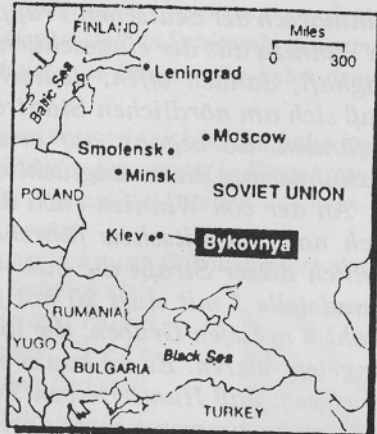 FINLAND
Miles
0 300
Baltic Sea
Leningrad
Moscow
Smolensk
Minsk
SOVIET UNION
POLAND
Kiev
Bykovnya
RUMANIA
YUGO
Black Sea
BULGARIA
TURKEY